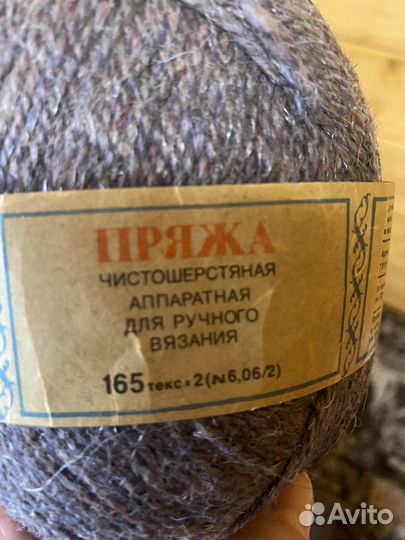 ПРЯЖА
ЧИСТОШЕРСТЯНАЯ
АППАРАТНАЯ
ДЛЯ РУЧНОГО
ВЯЗАНИЯ
165 текс × 2 (№6,06/2)
Avito